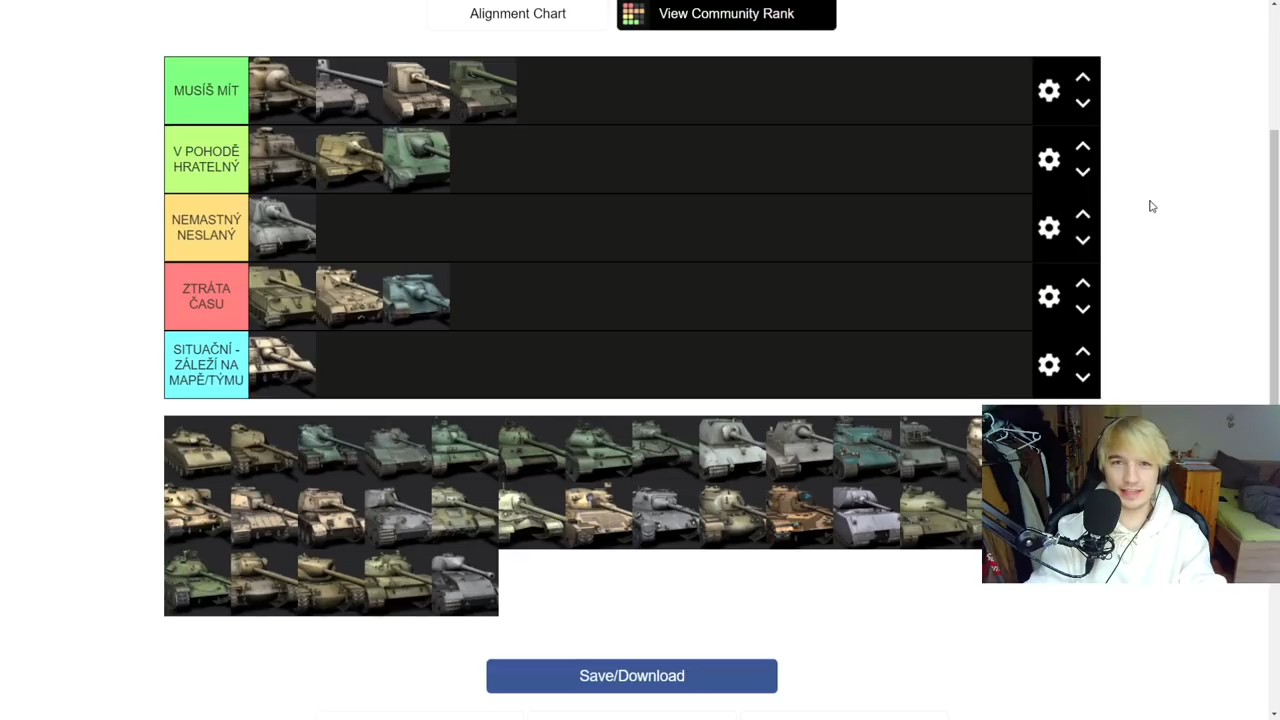 Alignment Chart
View Community Rank
MUSÍŠ MÍT
V POHODĚ
HRATELNÝ
NEMASTNÝ
NESLANÝ
ZTRÁTA
ČASU
SITUAČNÍ -
ZÁLEŽÍ NA
MAPĚ/TÝMU
Save/Download